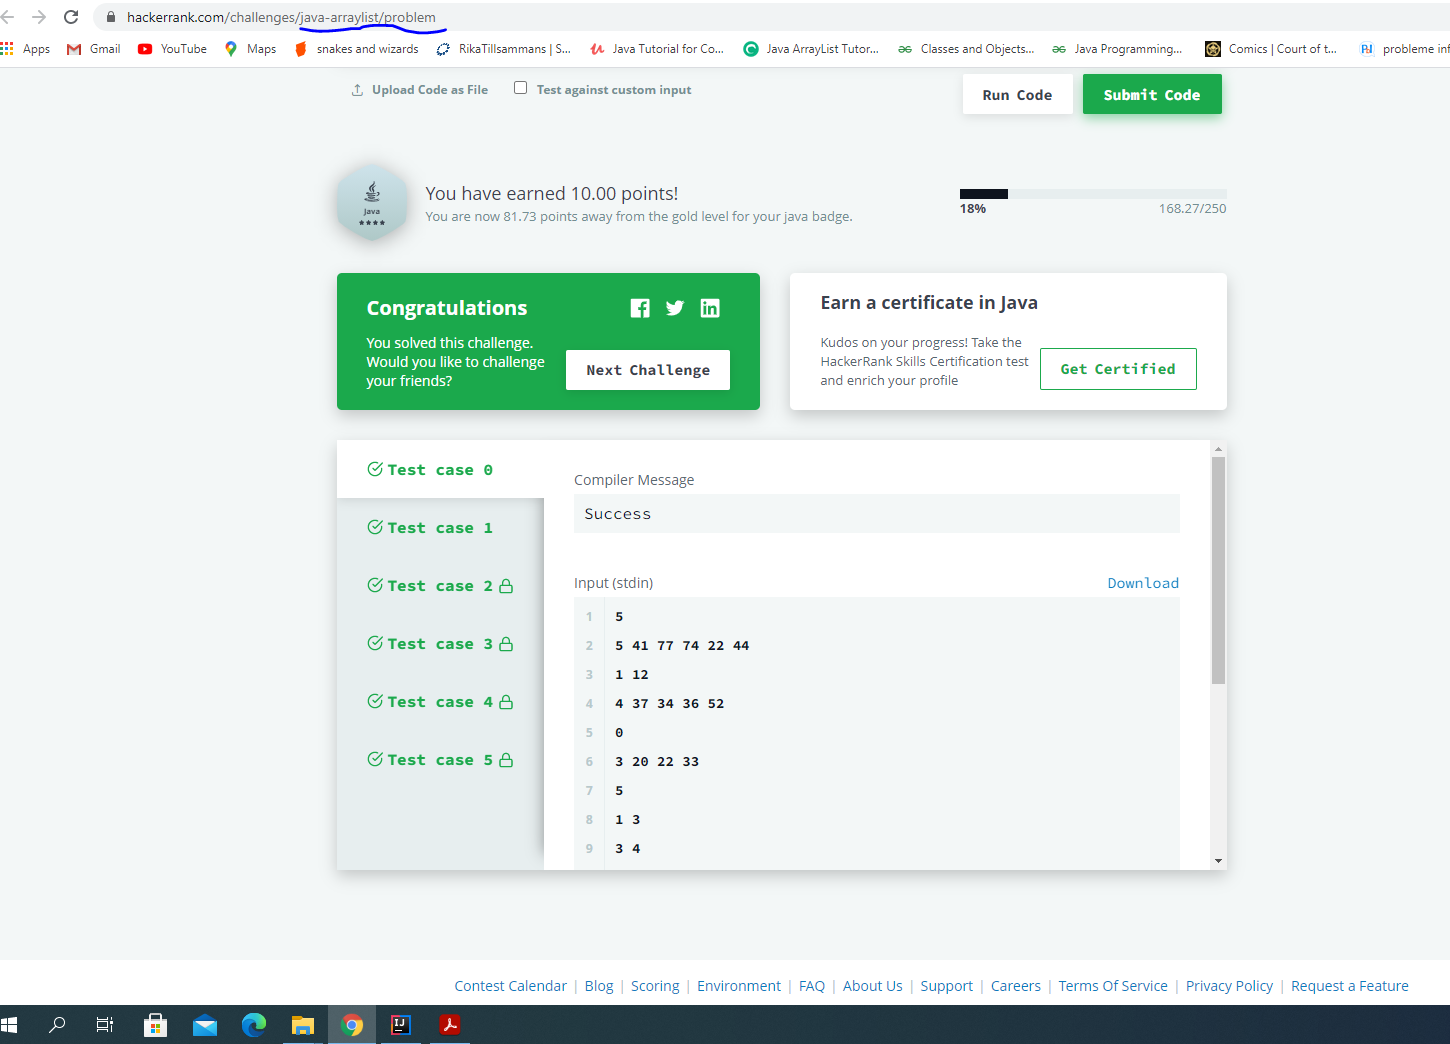 hackerrank.com/challenges/java-arraylist/problem
Apps Gmail YouTube Maps snakes and wizards RikaTillsammans | S... Java Tutorial for Co... Java ArrayList Tutor... Classes and Objects... Java Programming,... Comics | Court of t... probleme inf
Upload Code as File Test against custom input Run Code Submit Code
Java
You have earned 10.00 points!
You are now 81.73 points away from the gold level for your java badge.
18% 168.27/250
Congratulations
You solved this challenge.
Would you like to challenge
your friends?
Next Challenge
Earn a certificate in Java
Kudos on your progress! Take the
HackerRank Skills Certification test
and enrich your profile
Get Certified
Test case 0
Test case 1
Test case 2
Test case 3
Test case 4
Test case 5
Compiler Message
Success
Input (stdin) Download
1 5
2 5 41 77 74 22 44
3 1 12
4 4 37 34 36 52
5 0
6 3 20 22 33
7 5
8 1 3
9 3 4
Contest Calendar | Blog | Scoring | Environment | FAQ | About Us | Support | Careers | Terms Of Service | Privacy Policy | Request a Feature